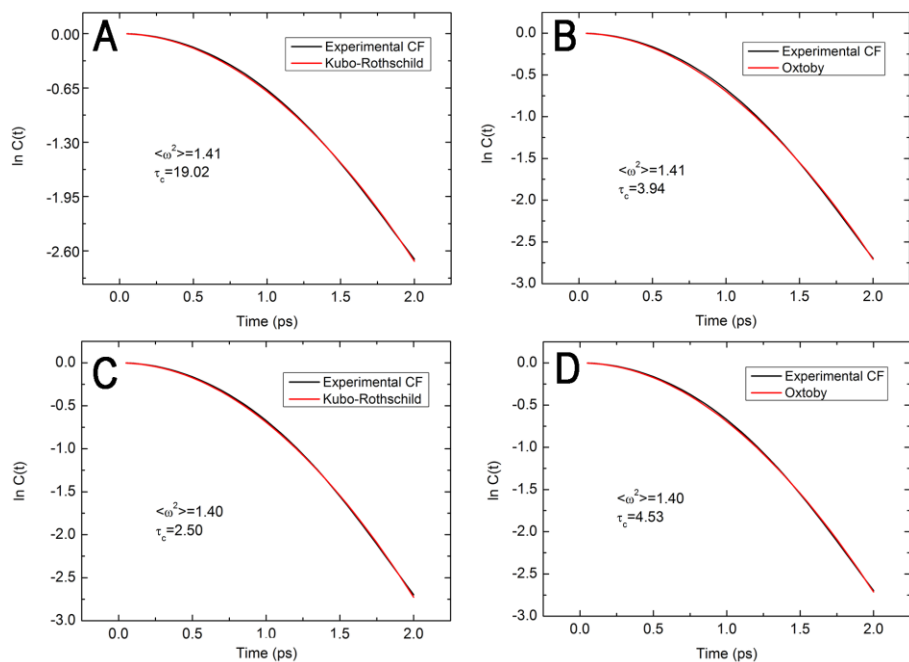 A
0.00
-0.65
-1.30
-1.95
-2.60
ln C(t)
Experimental CF
Kubo-Rothschild
<ω²>=1.41
τc=19.02
0.0 0.5 1.0 1.5 2.0
Time (ps)
B
0.0
-0.5
-1.0
-1.5
-2.0
-2.5
-3.0
ln C(t)
Experimental CF
Oxtoby
<ω²>=1.41
τc=3.94
0.0 0.5 1.0 1.5 2.0
Time (ps)
C
0.0
-0.5
-1.0
-1.5
-2.0
-2.5
-3.0
ln C(t)
Experimental CF
Kubo-Rothschild
<ω²>=1.40
τc=2.50
0.0 0.5 1.0 1.5 2.0
Time (ps)
D
0.0
-0.5
-1.0
-1.5
-2.0
-2.5
-3.0
ln C(t)
Experimental CF
Oxtoby
<ω²>=1.40
τc=4.53
0.0 0.5 1.0 1.5 2.0
Time (ps)